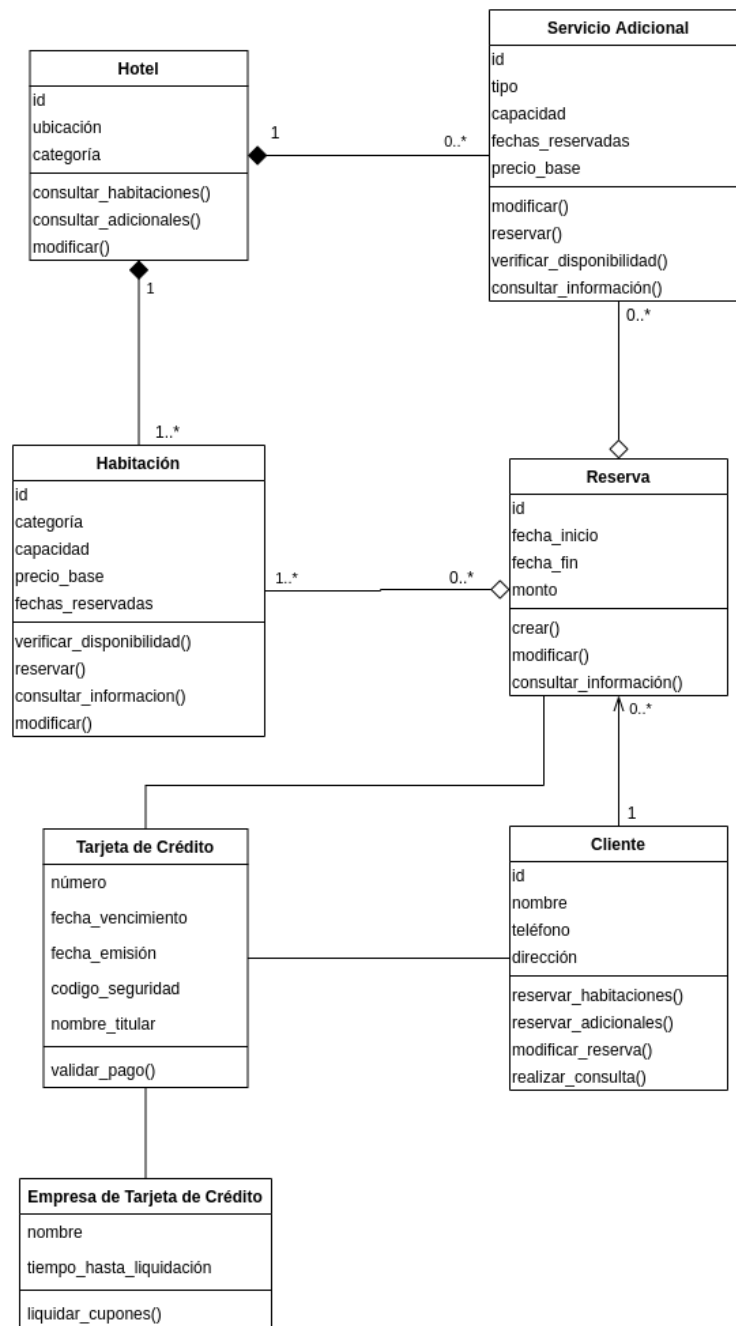 Servicio Adicional
id
tipo
capacidad
fechas_reservadas
precio_base
modificar()
reservar()
verificar_disponibilidad()
consultar_información()
Hotel
id
ubicación
categoría
consultar_habitaciones()
consultar_adicionales()
modificar()
1
0..*
1
1..*
0..*
Habitación
id
categoría
capacidad
precio_base
fechas_reservadas
verificar_disponibilidad()
reservar()
consultar_informacion()
modificar()
1..*
0..*
Reserva
id
fecha_inicio
fecha_fin
monto
crear()
modificar()
consultar_información()
0..*
1
Tarjeta de Crédito
número
fecha_vencimiento
fecha_emisión
codigo_seguridad
nombre_titular
validar_pago()
Cliente
id
nombre
teléfono
dirección
reservar_habitaciones()
reservar_adicionales()
modificar_reserva()
realizar_consulta()
Empresa de Tarjeta de Crédito
nombre
tiempo_hasta_liquidación
liquidar_cupones()